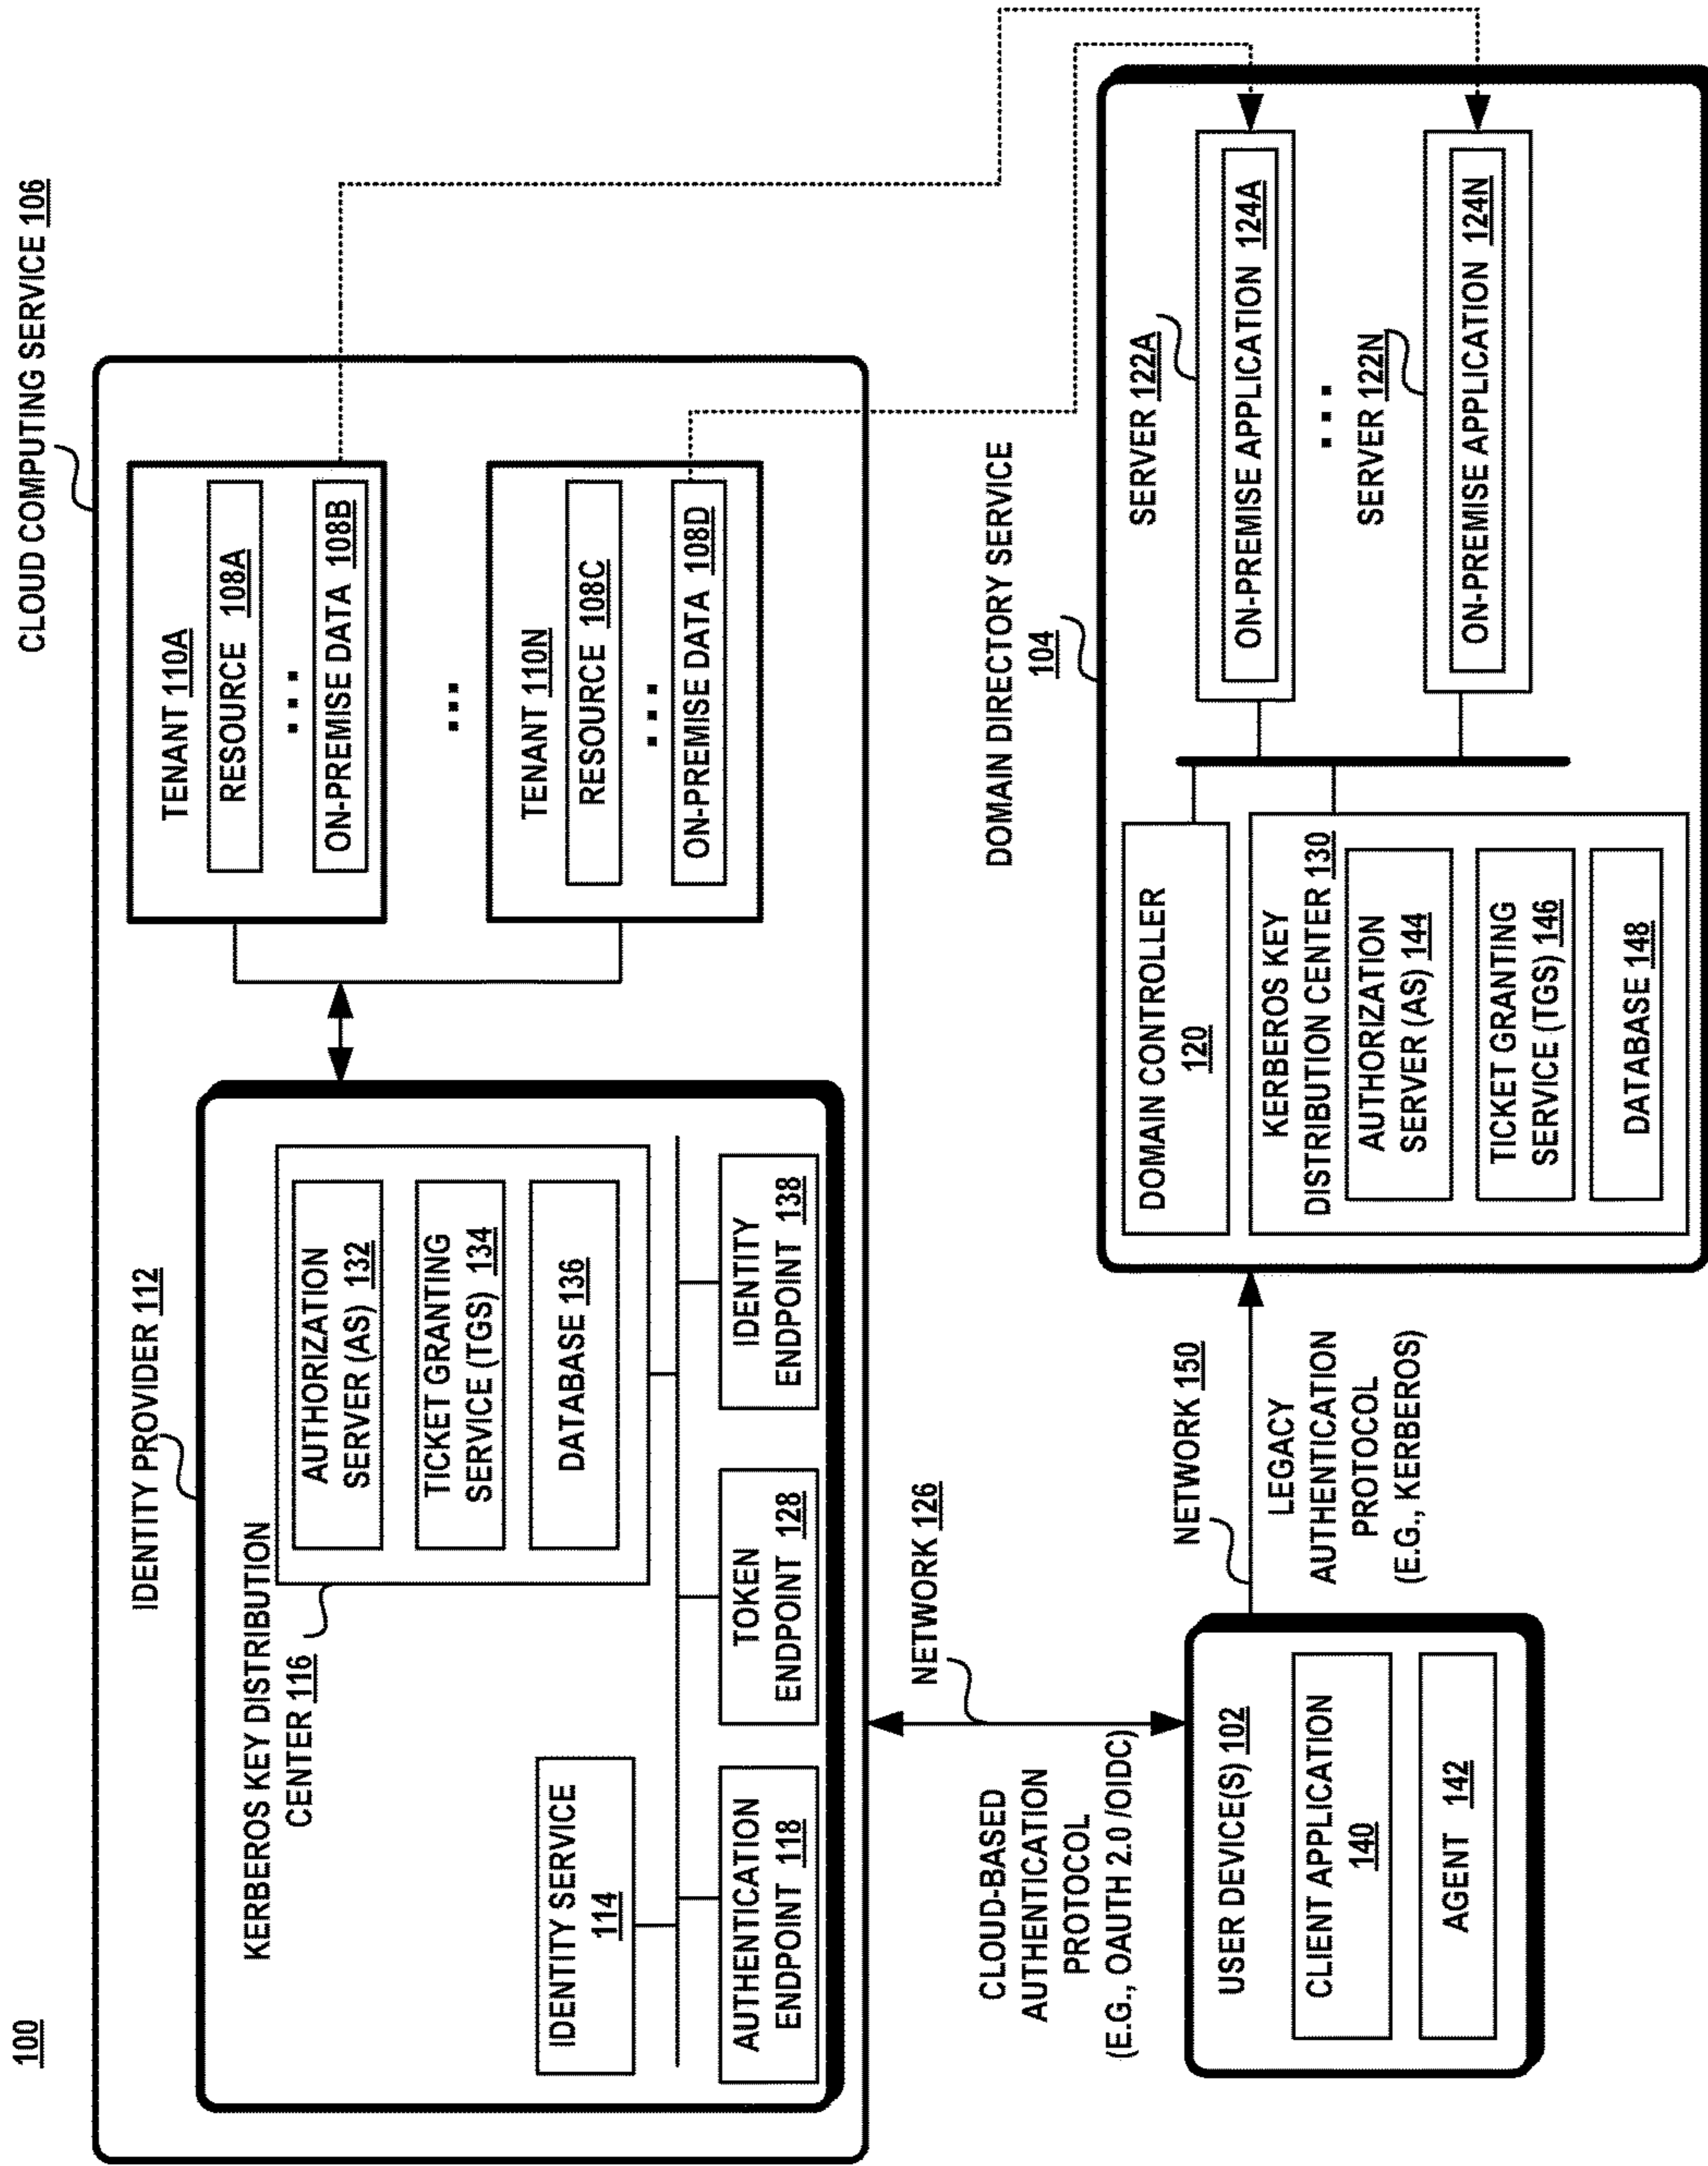 100
CLOUD COMPUTING SERVICE 106
IDENTITY PROVIDER 112
KERBEROS KEY DISTRIBUTION
CENTER 116
AUTHORIZATION
SERVER (AS) 132
TICKET GRANTING
SERVICE (TGS) 134
DATABASE 136
IDENTITY SERVICE
114
AUTHENTICATION
ENDPOINT 118
TOKEN
ENDPOINT 128
IDENTITY
ENDPOINT 138
TENANT 110A
RESOURCE 108A
...
ON-PREMISE DATA 108B
...
TENANT 110N
RESOURCE 108C
...
ON-PREMISE DATA 108D
CLOUD-BASED
AUTHENTICATION
PROTOCOL
(E.G., OAUTH 2.0 /OIDC)
NETWORK 126
USER DEVICE(S) 102
CLIENT APPLICATION
140
AGENT 142
NETWORK 150
LEGACY
AUTHENTICATION
PROTOCOL
(E.G., KERBEROS)
DOMAIN DIRECTORY SERVICE
104
DOMAIN CONTROLLER
120
KERBEROS KEY
DISTRIBUTION CENTER 130
AUTHORIZATION
SERVER (AS) 144
TICKET GRANTING
SERVICE (TGS) 146
DATABASE 148
SERVER 122A
ON-PREMISE APPLICATION 124A
...
SERVER 122N
ON-PREMISE APPLICATION 124N